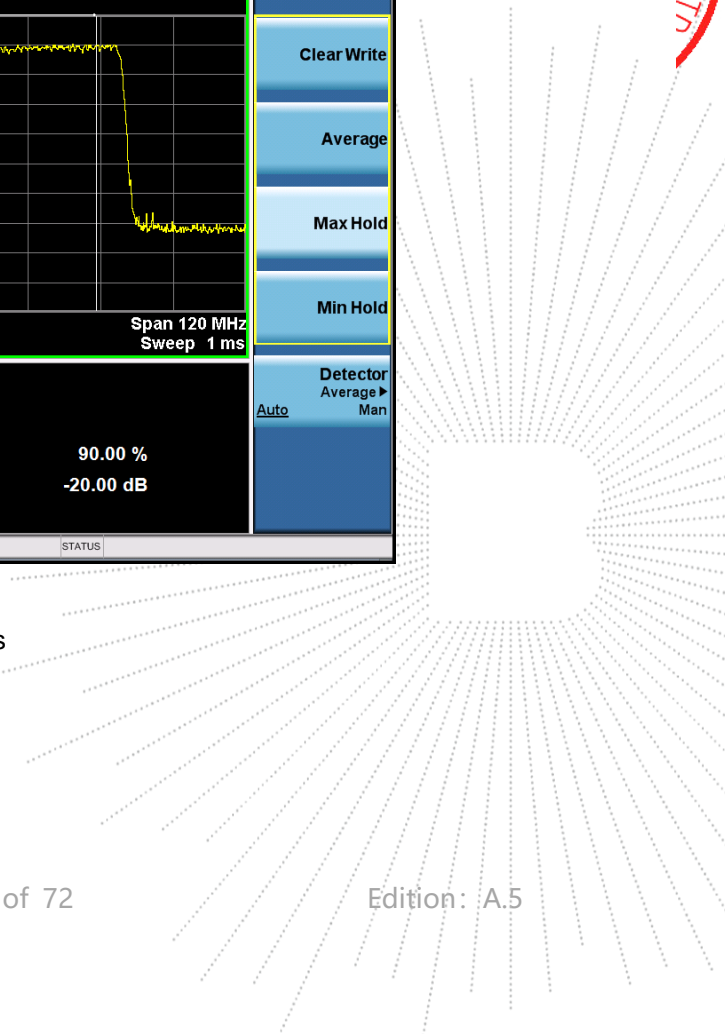 TD
Clear Write
Average
Max Hold
Min Hold
Span 120 MHz
Sweep 1 ms
Detector
Average▶
Auto Man
90.00 %
-20.00 dB
STATUS
s
of 72 Edition: A.5